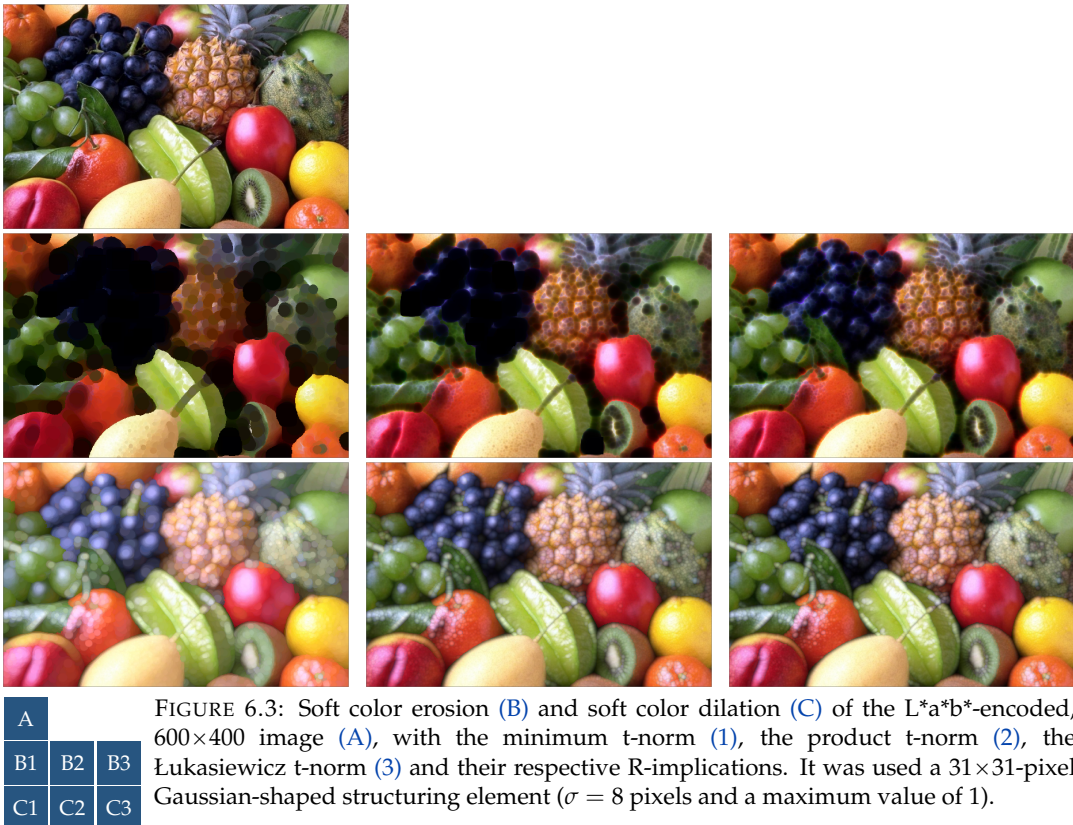 A
B1 B2 B3
C1 C2 C3
FIGURE 6.3: Soft color erosion (B) and soft color dilation (C) of the L*a*b*-encoded,
600×400 image (A), with the minimum t-norm (1), the product t-norm (2), the
Łukasiewicz t-norm (3) and their respective R-implications. It was used a 31×31-pixel
Gaussian-shaped structuring element (σ = 8 pixels and a maximum value of 1).